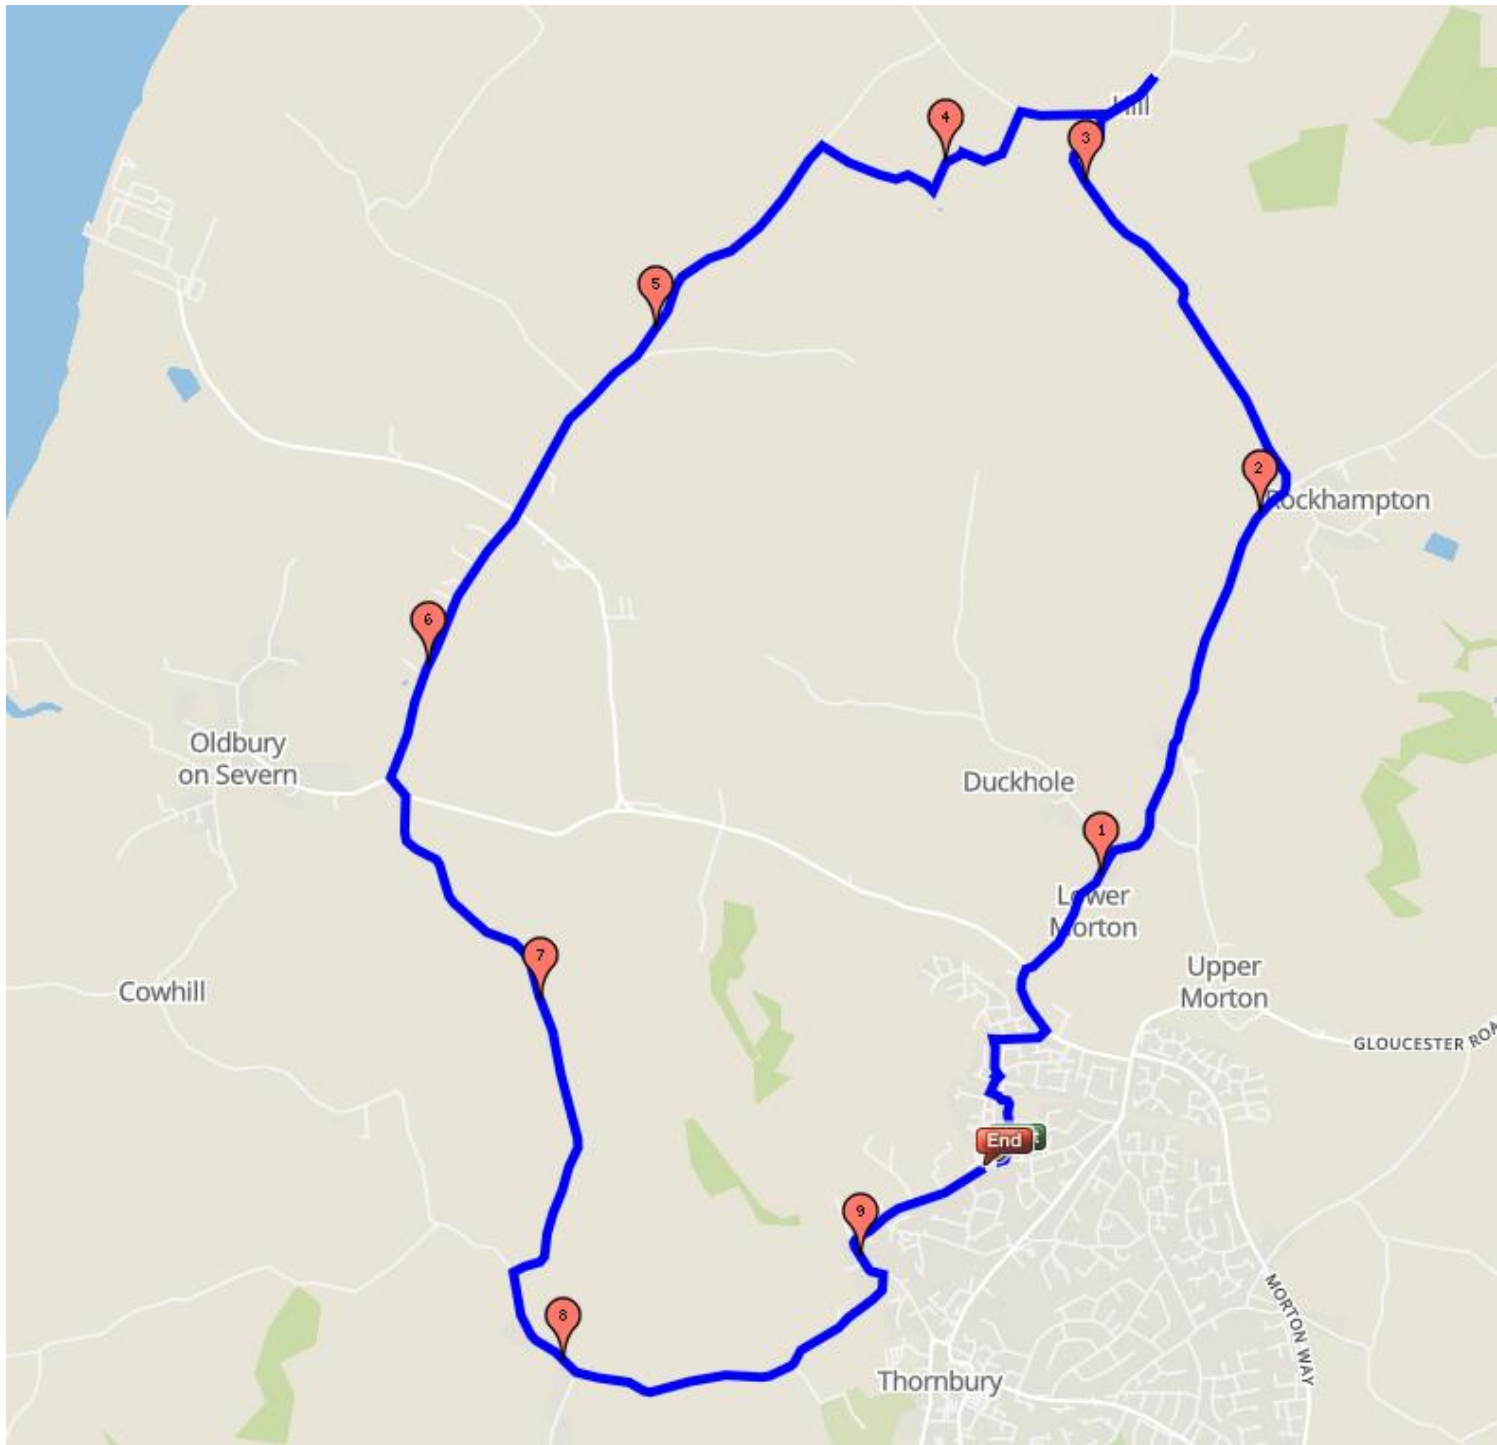 Hill
4
3
5
2
Rockhampton
6
Oldbury
on Severn
Duckhole
1
Lower
Morton
Upper
Morton
Cowhill
7
GLOUCESTER
End
9
MORTON WAY
8
Thornbury